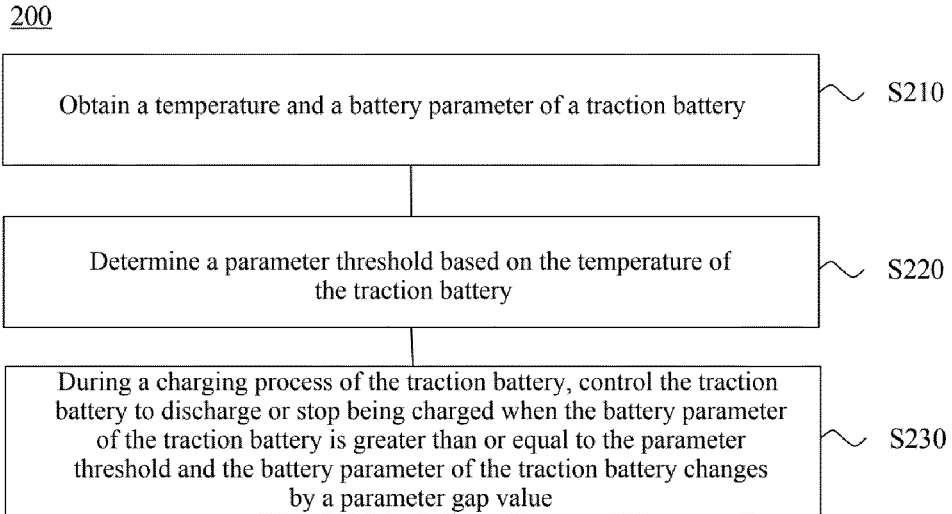 200
Obtain a temperature and a battery parameter of a traction battery
S210
Determine a parameter threshold based on the temperature of
the traction battery
S220
During a charging process of the traction battery, control the traction
battery to discharge or stop being charged when the battery parameter
of the traction battery is greater than or equal to the parameter
threshold and the battery parameter of the traction battery changes
by a parameter gap value
S230